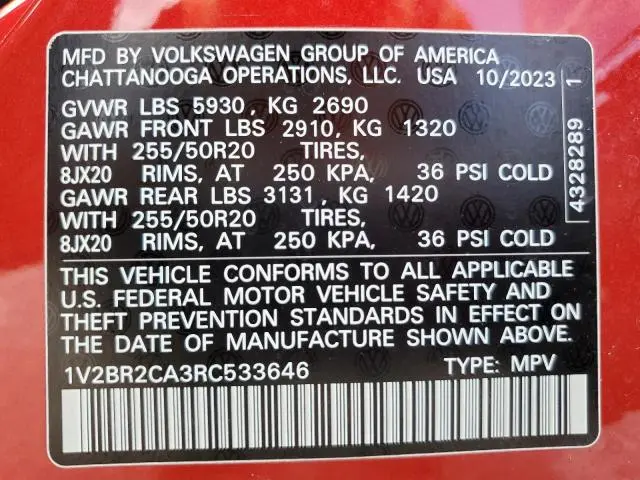 MFD BY VOLKSWAGEN GROUP OF AMERICA
CHATTANOOGA OPERATIONS, LLC. USA 10/2023
GVWR LBS 5930, KG 2690
GAWR FRONT LBS 2910, KG 1320
WITH 255/50R20 TIRES,
8JX20 RIMS, AT 250 KPA, 36 PSI COLD
GAWR REAR LBS 3131, KG 1420
WITH 255/50R20 TIRES,
8JX20 RIMS, AT 250 KPA, 36 PSI COLD
THIS VEHICLE CONFORMS TO ALL APPLICABLE
U.S. FEDERAL MOTOR VEHICLE SAFETY AND
THEFT PREVENTION STANDARDS IN EFFECT ON
THE DATE OF MANUFACTURE SHOWN ABOVE.
1V2BR2CA3RC533646 TYPE: MPV
4328289 1